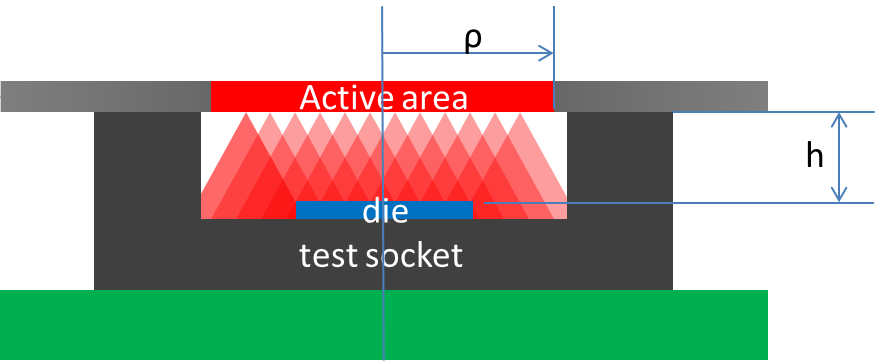 ρ
Active area
h
die
test socket